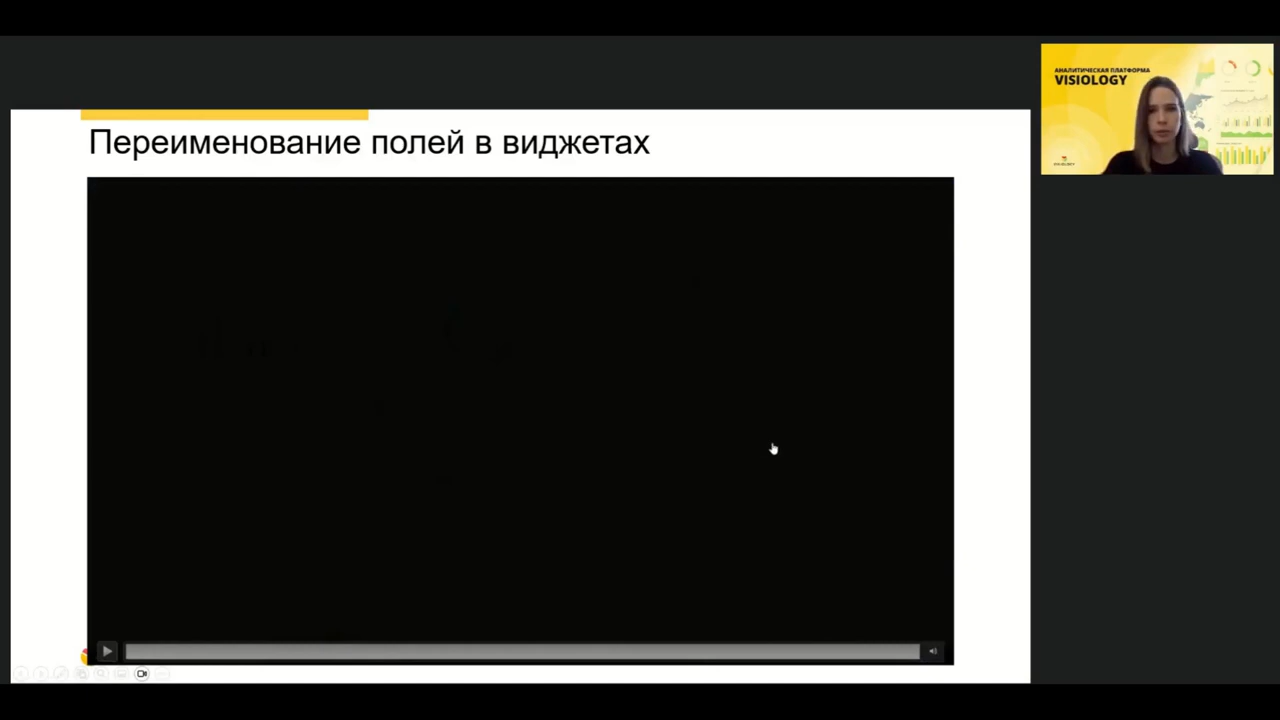 Переименование полей в виджетах
АНАЛИТИЧЕСКАЯ ПЛАТФОРМА
VISIOLOGY